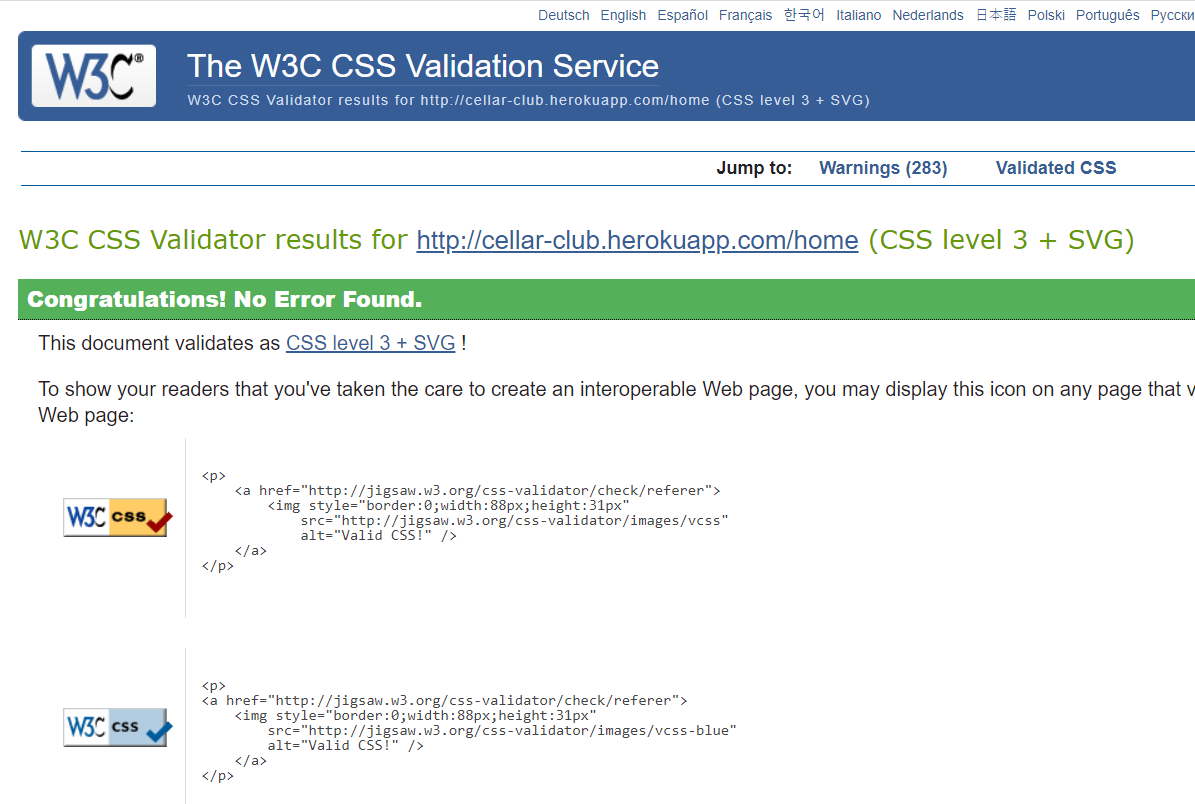 Deutsch English Español Français 한국어 Italiano Nederlands 日本語 Polski Português Русски
W3C®
The W3C CSS Validation Service
W3C CSS Validator results for http://cellar-club.herokuapp.com/home (CSS level 3 + SVG)
Jump to: Warnings (283) Validated CSS
W3C CSS Validator results for http://cellar-club.herokuapp.com/home (CSS level 3 + SVG)
Congratulations! No Error Found.
This document validates as CSS level 3 + SVG !
To show your readers that you've taken the care to create an interoperable Web page, you may display this icon on any page that v
Web page:
W3C css
<p>
    <a href="http://jigsaw.w3.org/css-validator/check/referer">
        <img style="border:0;width:88px;height:31px"
            src="http://jigsaw.w3.org/css-validator/images/vcss"
            alt="Valid CSS!" />
    </a>
</p>
W3C css
<p>
<a href="http://jigsaw.w3.org/css-validator/check/referer">
    <img style="border:0;width:88px;height:31px"
        src="http://jigsaw.w3.org/css-validator/images/vcss-blue"
        alt="Valid CSS!" />
    </a>
</p>